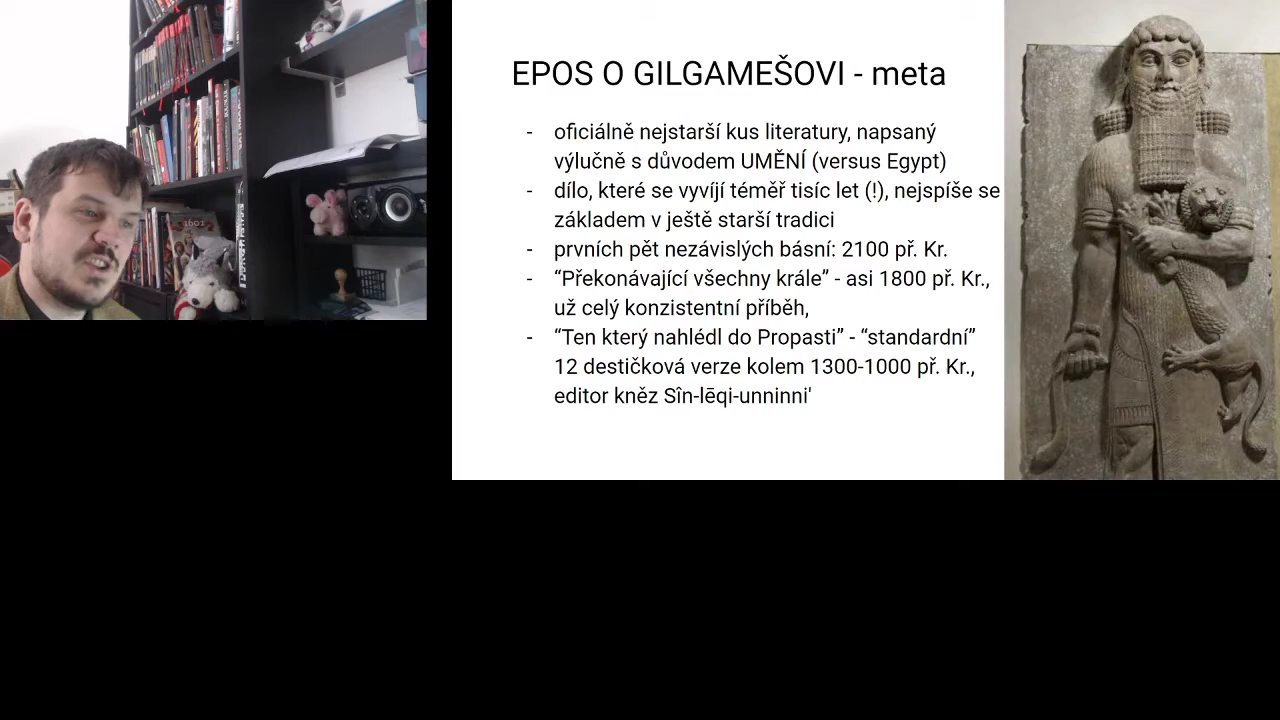 EPOS O GILGAMEŠOVI - meta
- oficiálně nejstarší kus literatury, napsaný
výlučně s důvodem UMĚNÍ (versus Egypt)
- dílo, které se vyvíjí téměř tisíc let (!), nejspíše se
základem v ještě starší tradici
- prvních pět nezávislých básní: 2100 př. Kr.
- “Překonávající všechny krále” - asi 1800 př. Kr.,
už celý konzistentní příběh,
- “Ten který nahlédl do Propasti” - “standardní”
12 destičková verze kolem 1300-1000 př. Kr.,
editor kněz Sîn-lēqi-unninni'